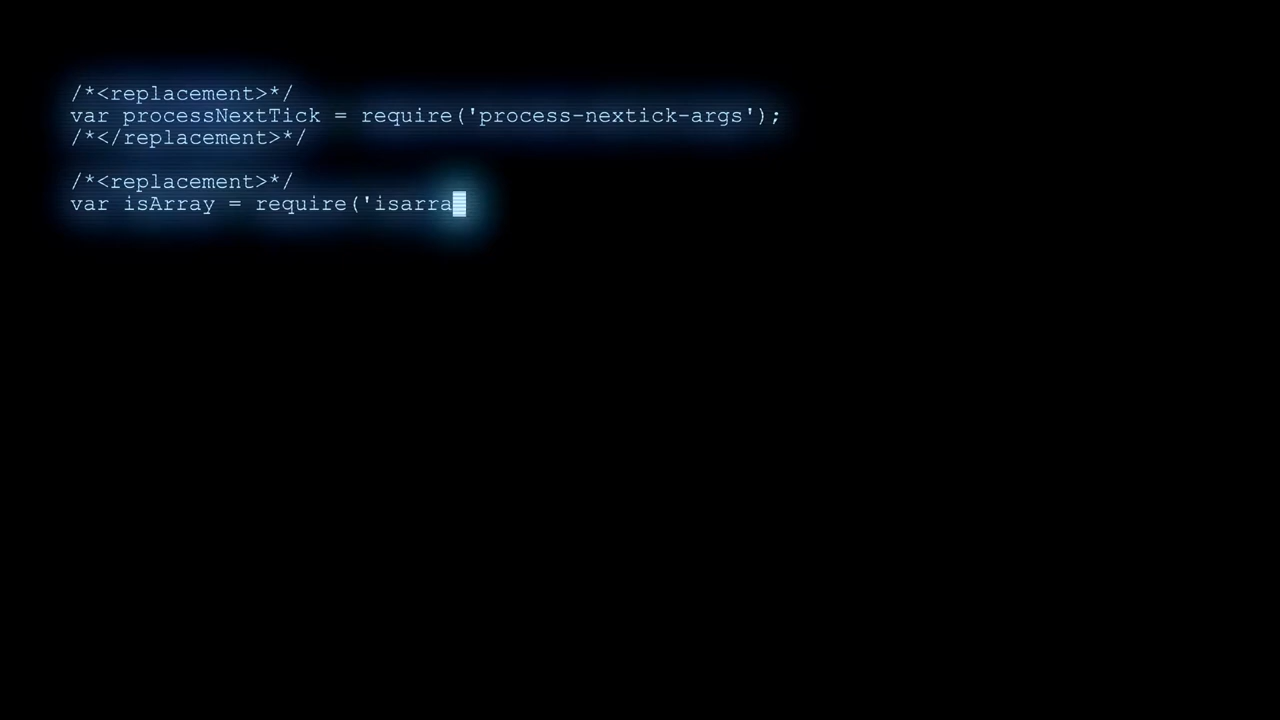 /*<replacement>*/
var processNextTick = require('process-nextick-args');
/*</replacement>*/
/*<replacement>*/
var isArray = require('isarra